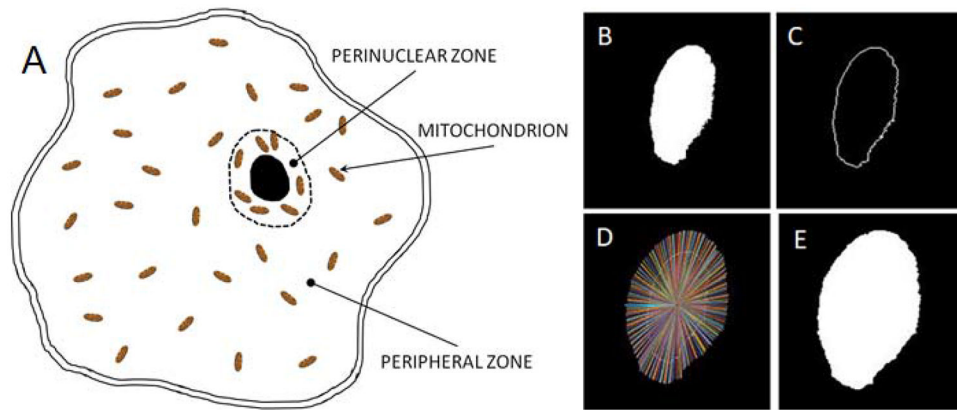 A
PERINUCLEAR ZONE
MITOCHONDRION
PERIPHERAL ZONE
B
C
D
E